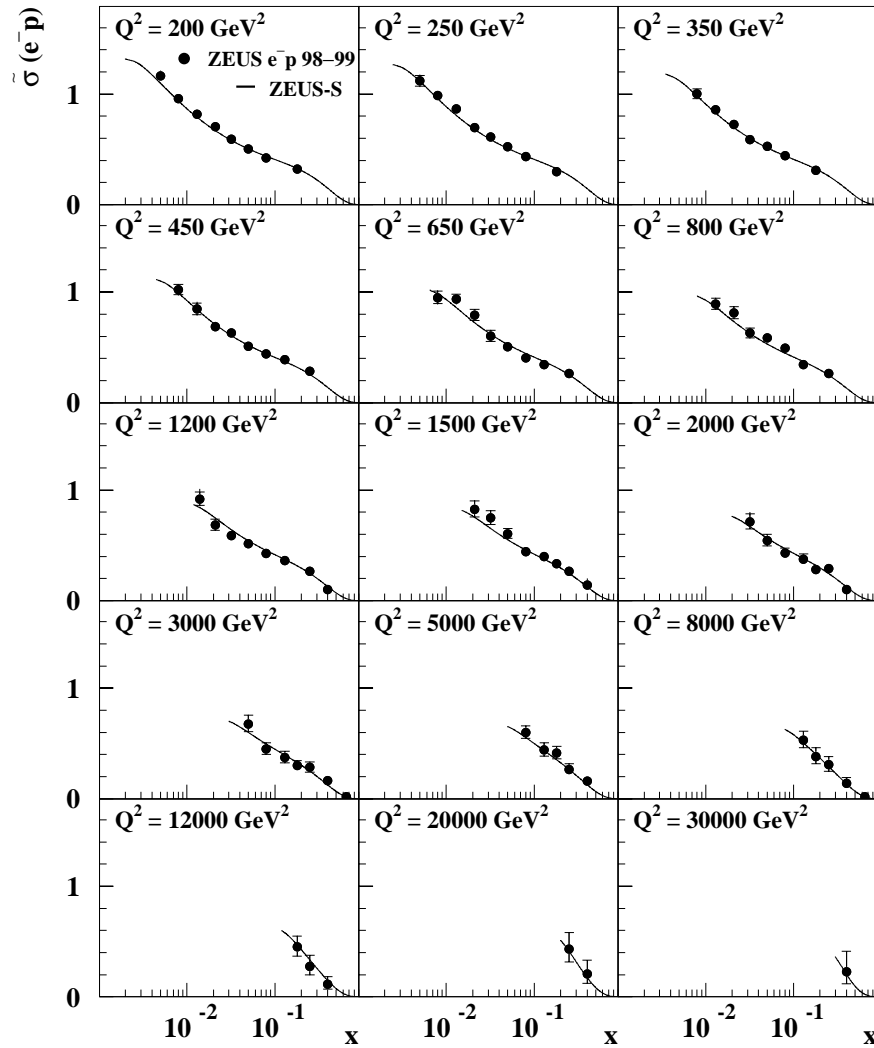 σ̃ (e⁻p)
Q² = 200 GeV²
ZEUS e⁻p 98–99
ZEUS-S
Q² = 250 GeV²
Q² = 350 GeV²
1
0
Q² = 450 GeV²
Q² = 650 GeV²
Q² = 800 GeV²
1
0
Q² = 1200 GeV²
Q² = 1500 GeV²
Q² = 2000 GeV²
1
0
Q² = 3000 GeV²
Q² = 5000 GeV²
Q² = 8000 GeV²
1
0
Q² = 12000 GeV²
Q² = 20000 GeV²
Q² = 30000 GeV²
1
0
10⁻² 10⁻¹ x
10⁻² 10⁻¹ x
10⁻² 10⁻¹ x